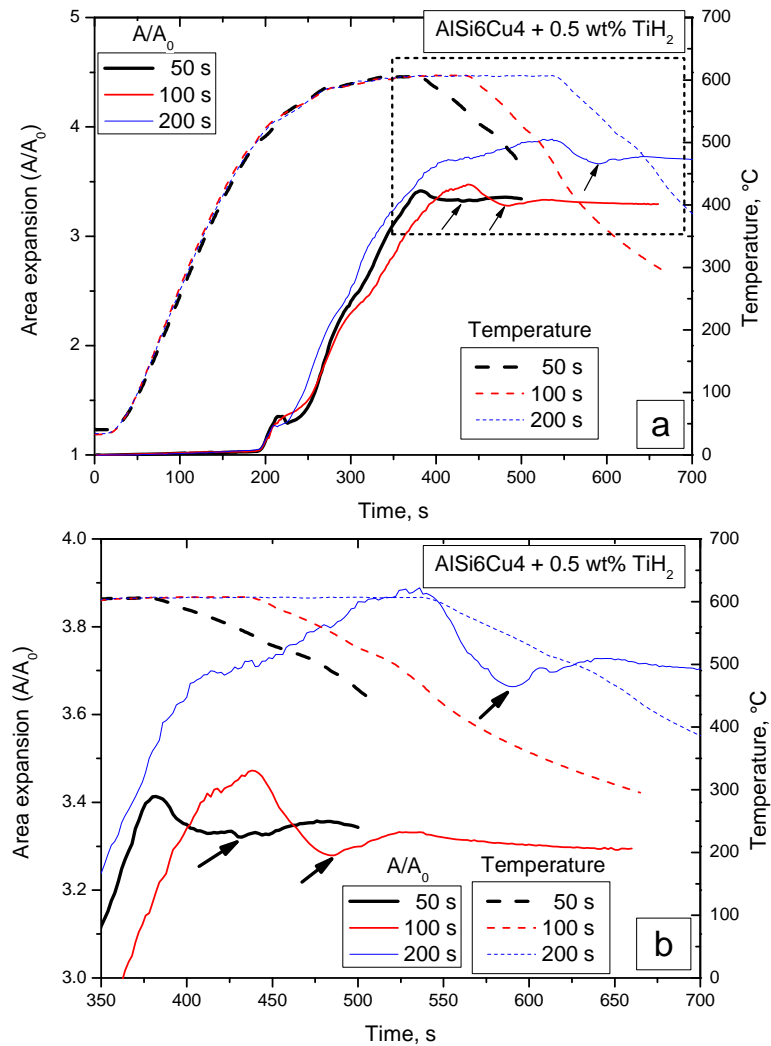 AlSi6Cu4 + 0.5 wt% TiH2
A/A0
50 s
100 s
200 s
Temperature
50 s
100 s
200 s
a
5
4
3
2
1
700
600
500
400
300
200
100
0
0 100 200 300 400 500 600 700
Area expansion (A/A0)
Temperature, °C
Time, s
AlSi6Cu4 + 0.5 wt% TiH2
A/A0
50 s
100 s
200 s
Temperature
50 s
100 s
200 s
b
4.0
3.8
3.6
3.4
3.2
3.0
700
600
500
400
300
200
100
0
350 400 450 500 550 600 650 700
Area expansion (A/A0)
Temperature, °C
Time, s